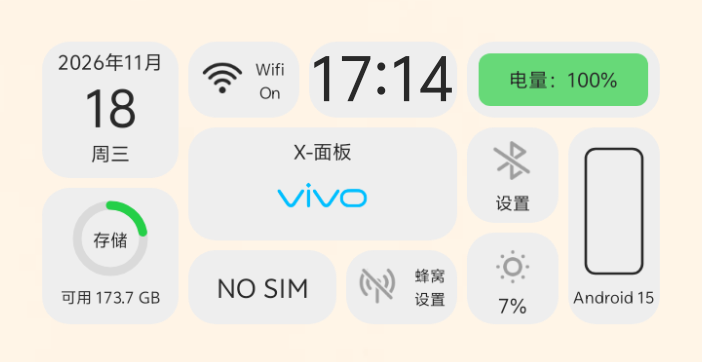 2026年11月
18
周三
Wifi
On
17:14
电量：100%
X-面板
vivo
设置
存储
可用 173.7 GB
NO SIM
蜂窝
设置
7%
Android 15